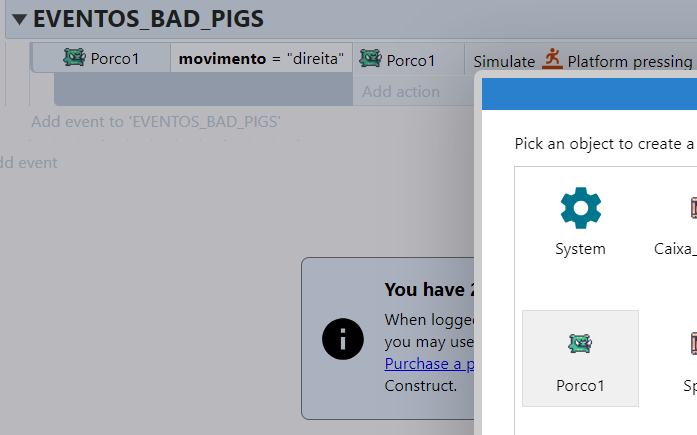 EVENTOS_BAD_PIGS
Porco1 movimento = "direita" Porco1 Simulate Platform pressing
Add action
Add event to 'EVENTOS_BAD_PIGS'
dd event
Pick an object to create a
System Caixa_
You have
When logged
you may use
Purchase a p
Construct.
Porco1 Sp